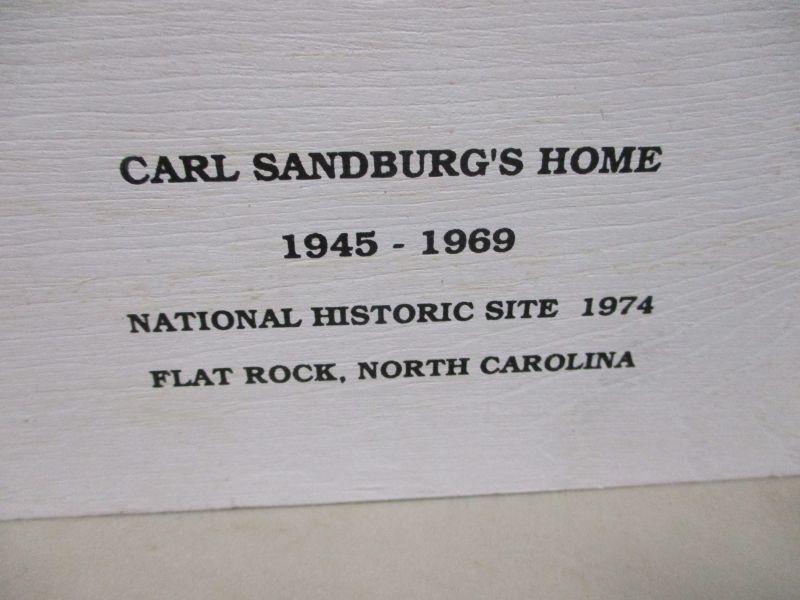 CARL SANDBURG'S HOME
1945 - 1969
NATIONAL HISTORIC SITE 1974
FLAT ROCK, NORTH CAROLINA